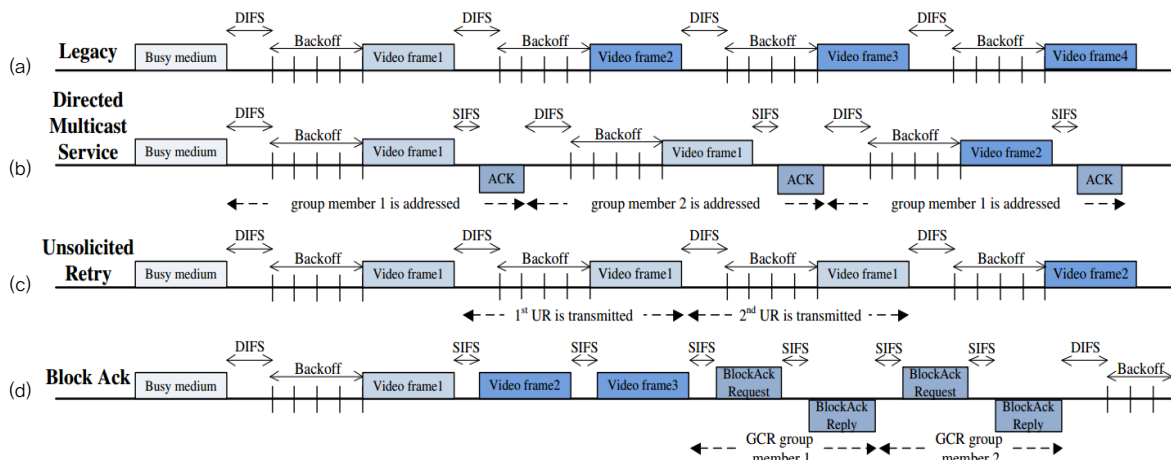 DIFS DIFS DIFS DIFS
(a) Legacy Busy medium Backoff Video frame1 Backoff Video frame2 Backoff Video frame3 Backoff Video frame4
Directed
Multicast
Service
DIFS SIFS DIFS SIFS DIFS SIFS
(b) Busy medium Backoff Video frame1 ACK Backoff Video frame1 ACK Backoff Video frame2 ACK
group member 1 is addressed group member 2 is addressed group member 1 is addressed
Unsolicited
Retry
DIFS DIFS DIFS DIFS
(c) Busy medium Backoff Video frame1 Backoff Video frame1 Backoff Video frame1 Backoff Video frame2
1st UR is transmitted 2nd UR is transmitted
DIFS SIFS SIFS SIFS SIFS SIFS SIFS DIFS
(d) Block Ack Busy medium Backoff Video frame1 Video frame2 Video frame3 BlockAck Request BlockAck Request Backoff
BlockAck Reply BlockAck Reply
GCR group member 1 GCR group member 2